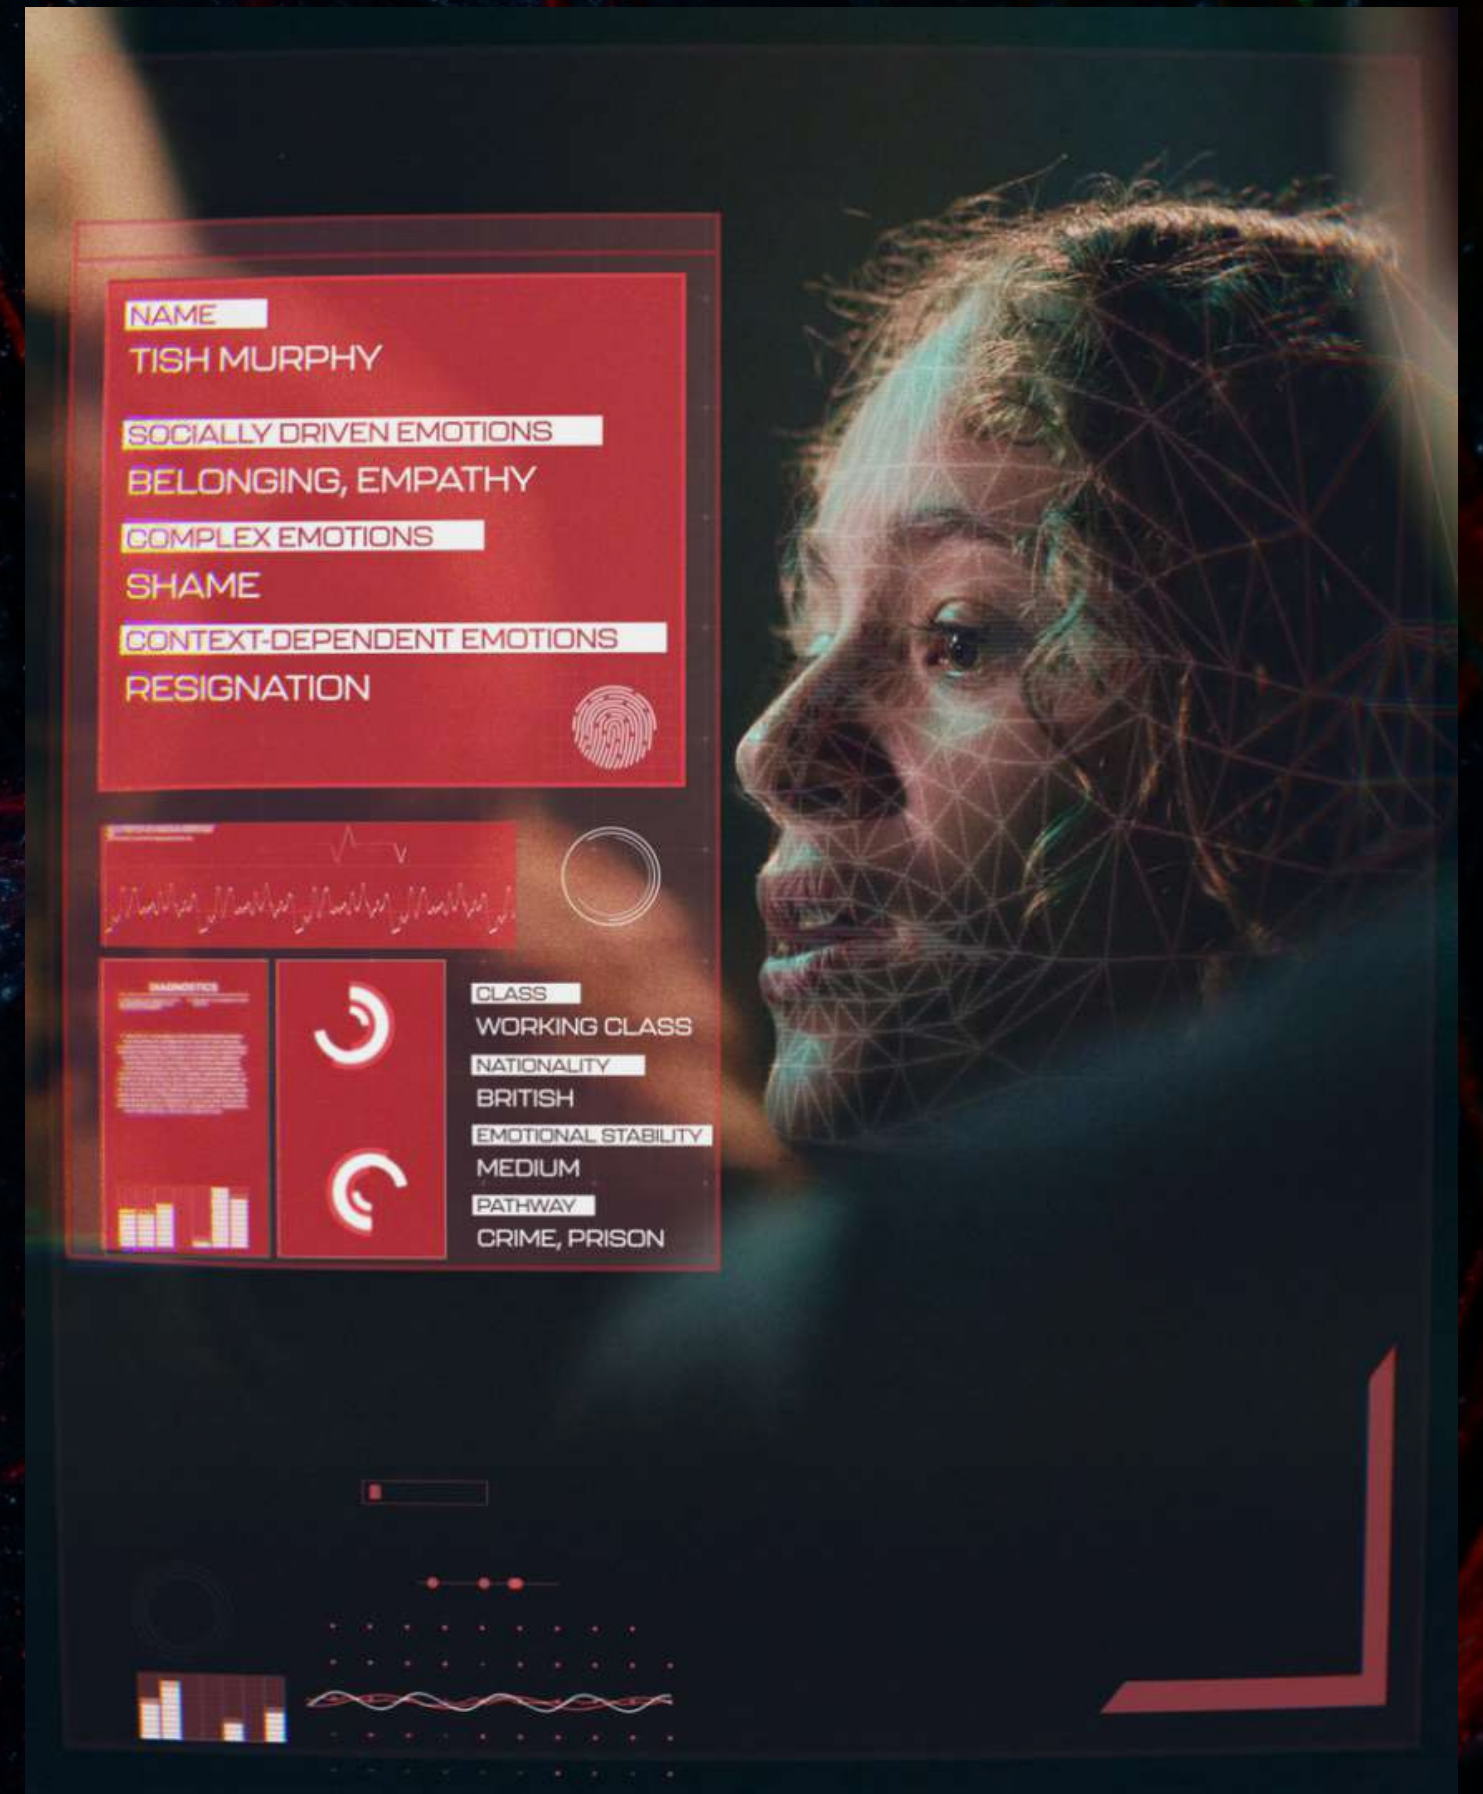 NAME
TISH MURPHY
SOCIALLY DRIVEN EMOTIONS
BELONGING, EMPATHY
COMPLEX EMOTIONS
SHAME
CONTEXT-DEPENDENT EMOTIONS
RESIGNATION
DIAGNOSTICS
CLASS
WORKING CLASS
NATIONALITY
BRITISH
EMOTIONAL STABILITY
MEDIUM
PATHWAY
CRIME, PRISON